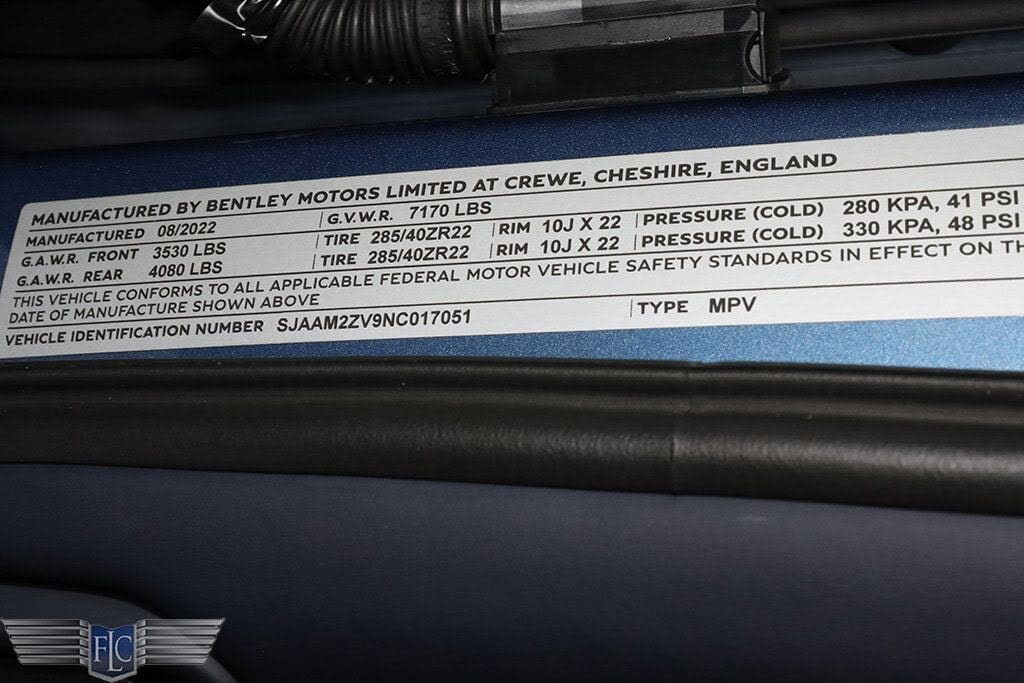 MANUFACTURED BY BENTLEY MOTORS LIMITED AT CREWE, CHESHIRE, ENGLAND
MANUFACTURED 08/2022 G.V.W.R. 7170 LBS
G.A.W.R. FRONT 3530 LBS TIRE 285/40ZR22 RIM 10J X 22 PRESSURE (COLD) 280 KPA, 41 PSI
G.A.W.R. REAR 4080 LBS TIRE 285/40ZR22 RIM 10J X 22 PRESSURE (COLD) 330 KPA, 48 PSI
THIS VEHICLE CONFORMS TO ALL APPLICABLE FEDERAL MOTOR VEHICLE SAFETY STANDARDS IN EFFECT ON TH
DATE OF MANUFACTURE SHOWN ABOVE
VEHICLE IDENTIFICATION NUMBER SJAAM2ZV9NC017051 TYPE MPV
FLC